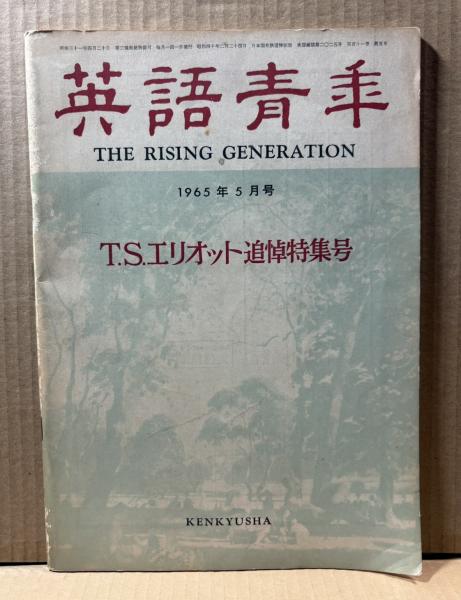 英語青年
THE RISING GENERATION
1965年5月号
T.S.エリオット追悼特集号
KENKYUSHA